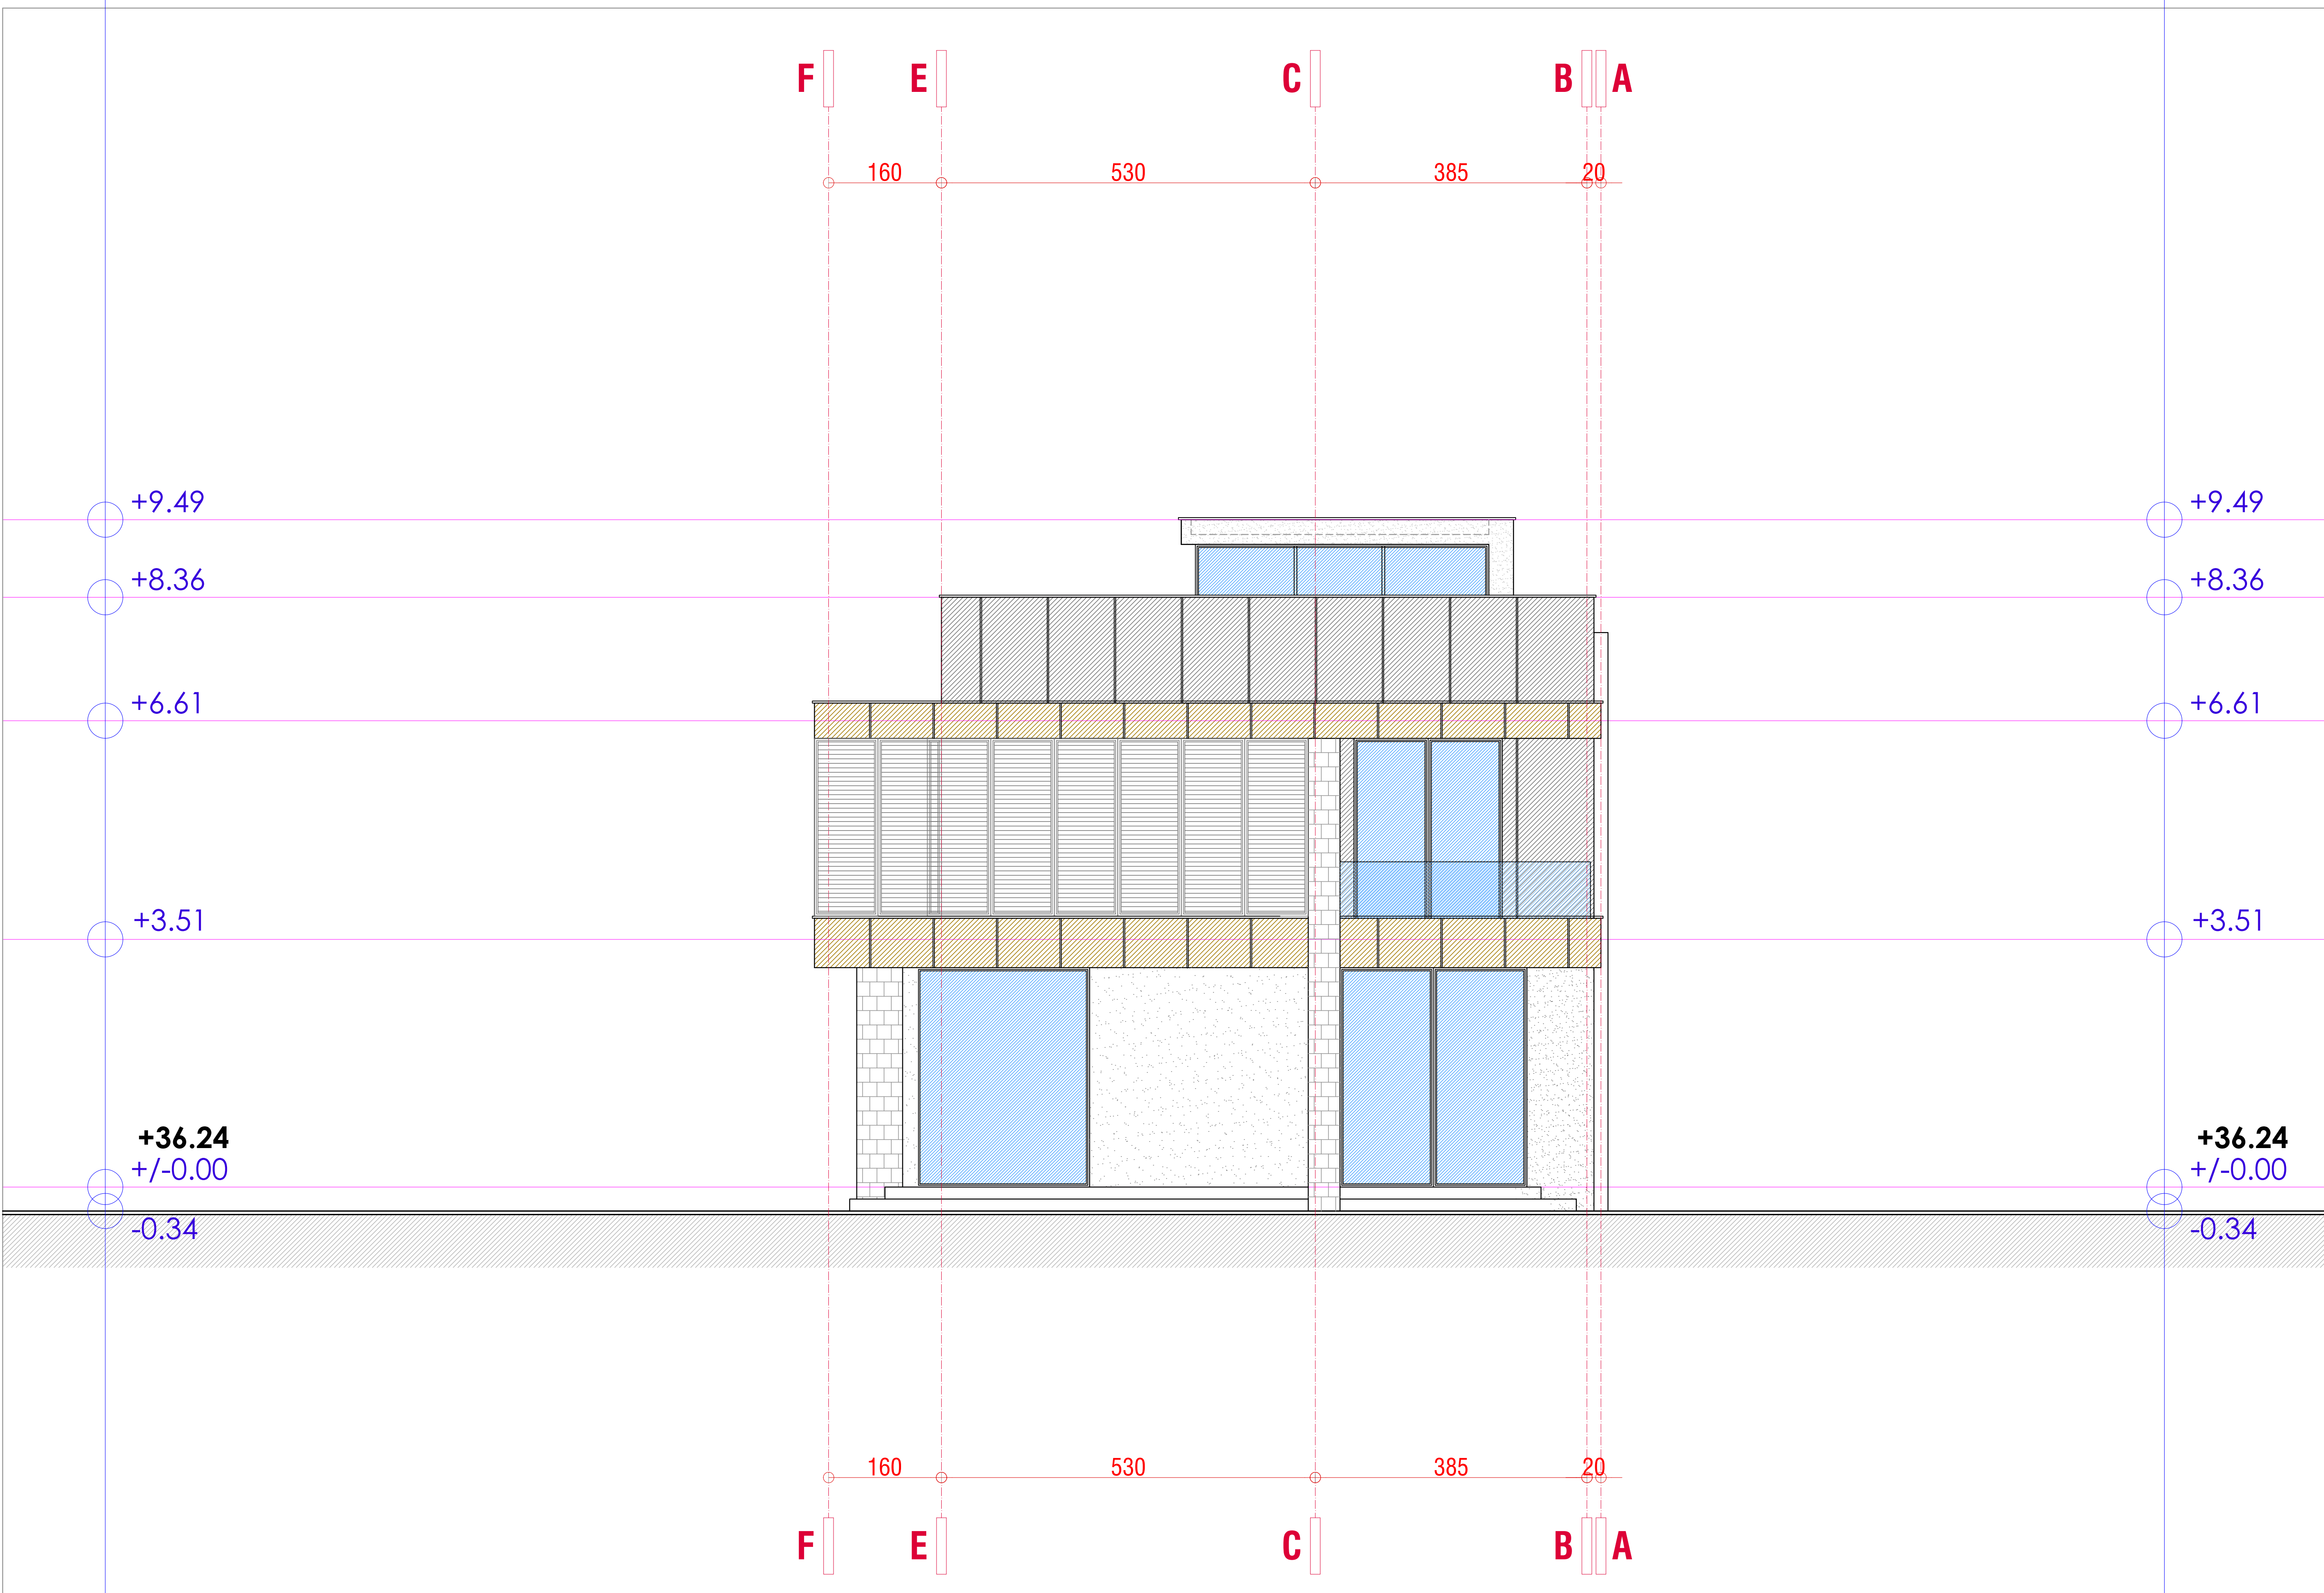 F E C B A
160 530 385 20
+9.49 +9.49
+8.36 +8.36
+6.61 +6.61
+3.51 +3.51
+36.24 +36.24
+/-0.00 +/-0.00
-0.34 -0.34
160 530 385 20
F E C B A